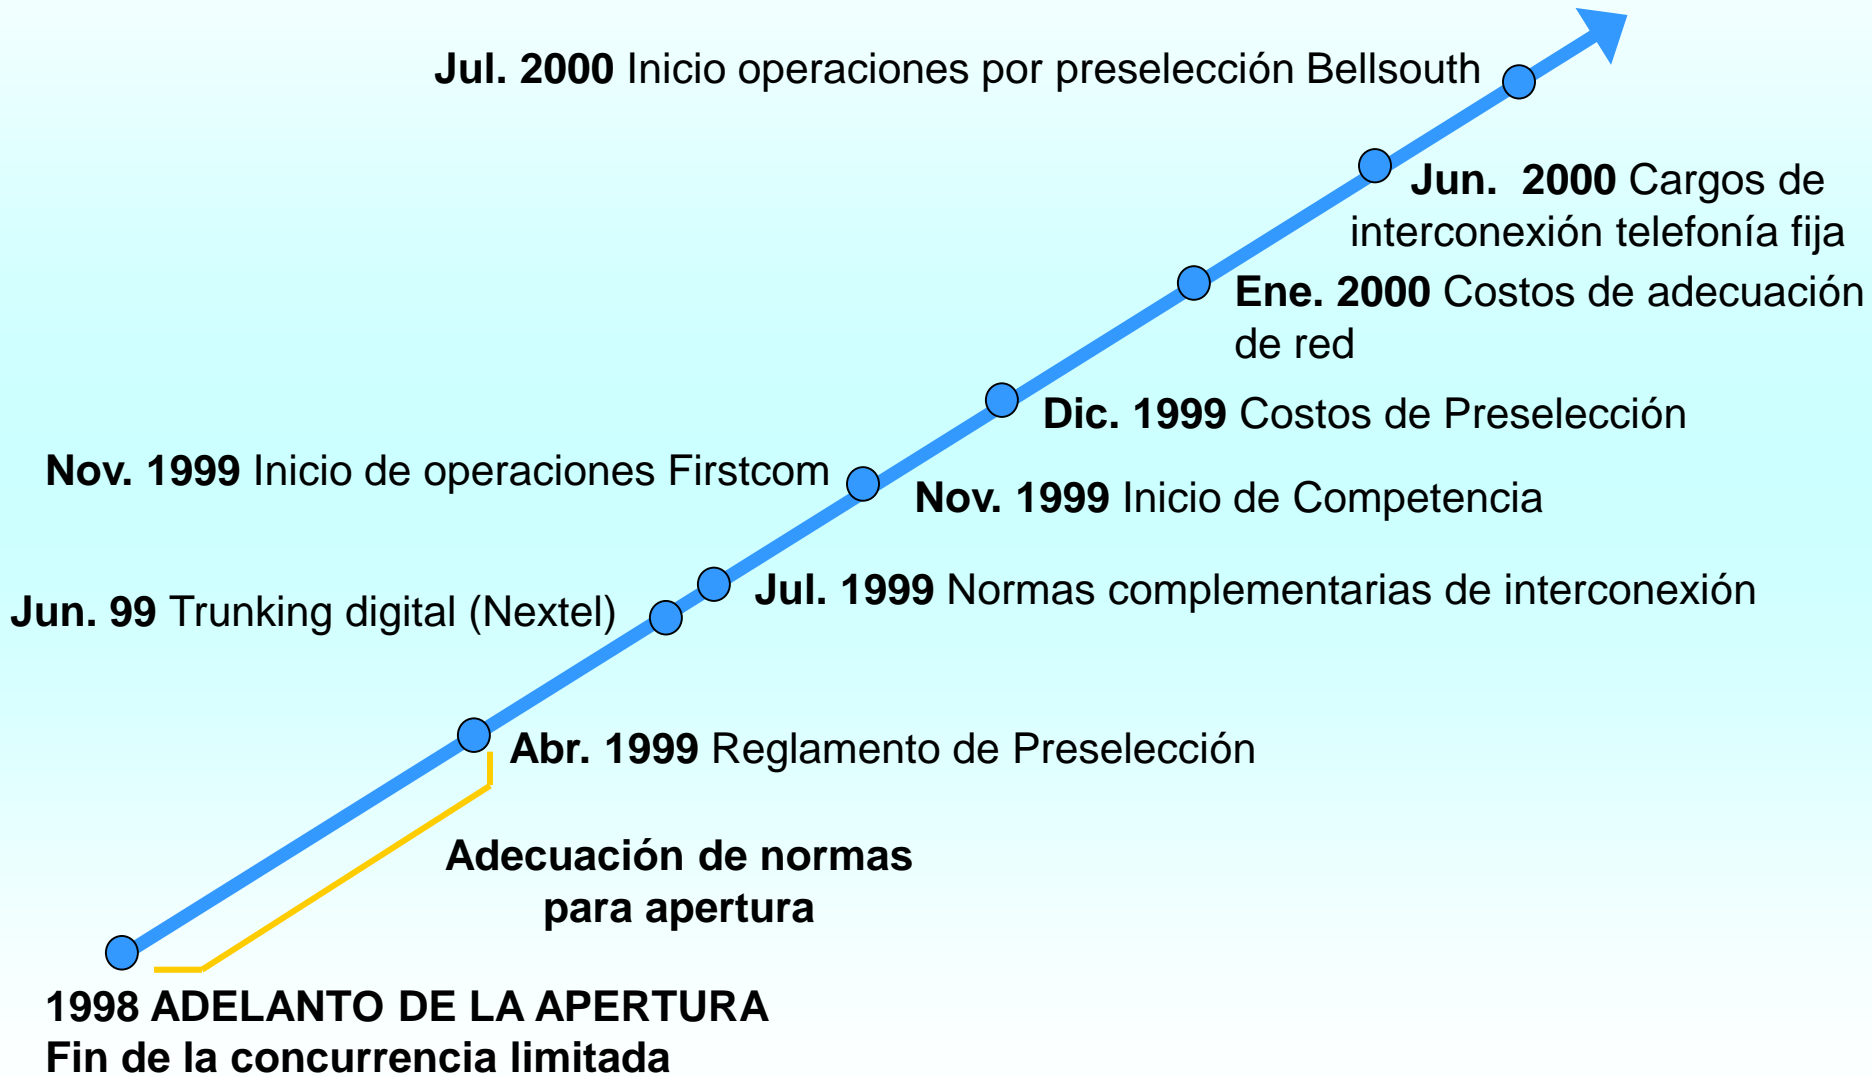 Jul. 2000 Inicio operaciones por preselección Bellsouth
Jun. 2000 Cargos de
interconexión telefonía fija
Ene. 2000 Costos de adecuación
de red
Dic. 1999 Costos de Preselección
Nov. 1999 Inicio de operaciones Firstcom
Nov. 1999 Inicio de Competencia
Jul. 1999 Normas complementarias de interconexión
Jun. 99 Trunking digital (Nextel)
Abr. 1999 Reglamento de Preselección
Adecuación de normas
para apertura
1998 ADELANTO DE LA APERTURA
Fin de la concurrencia limitada